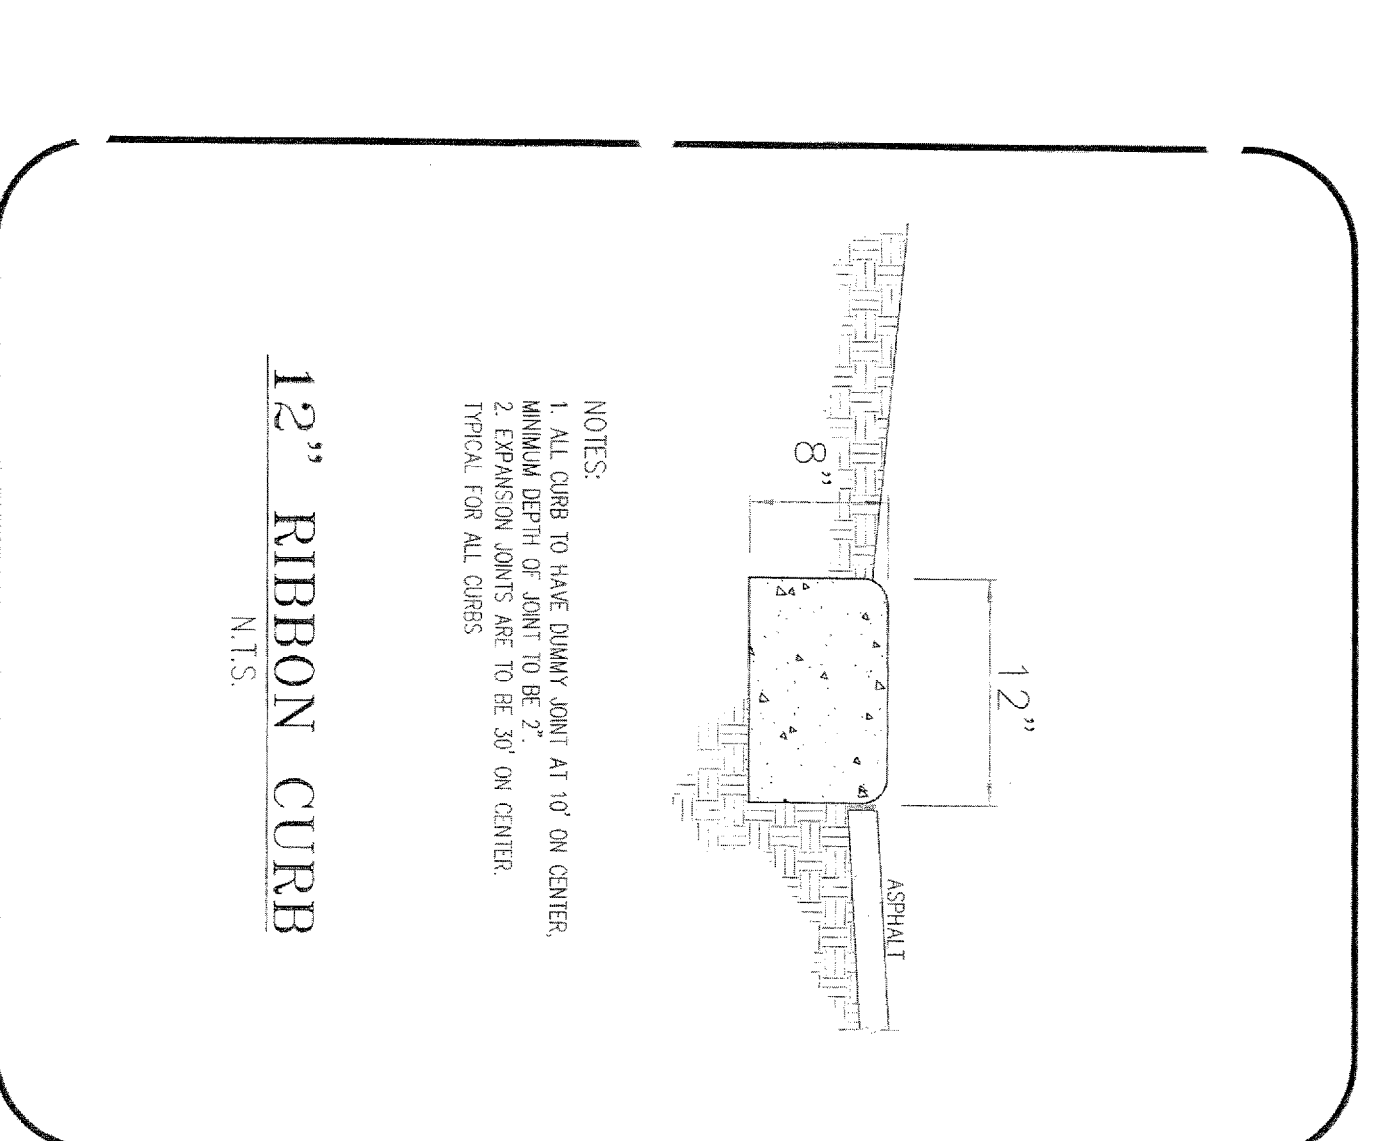 12"
8"
ASPHALT
NOTES:
1. ALL CURB TO HAVE DUMMY JOINT AT 10' ON CENTER,
MINIMUM DEPTH OF JOINT TO BE 2".
2. EXPANSION JOINTS ARE TO BE 30' ON CENTER.
TYPICAL FOR ALL CURBS
12" RIBBON CURB
N.T.S.